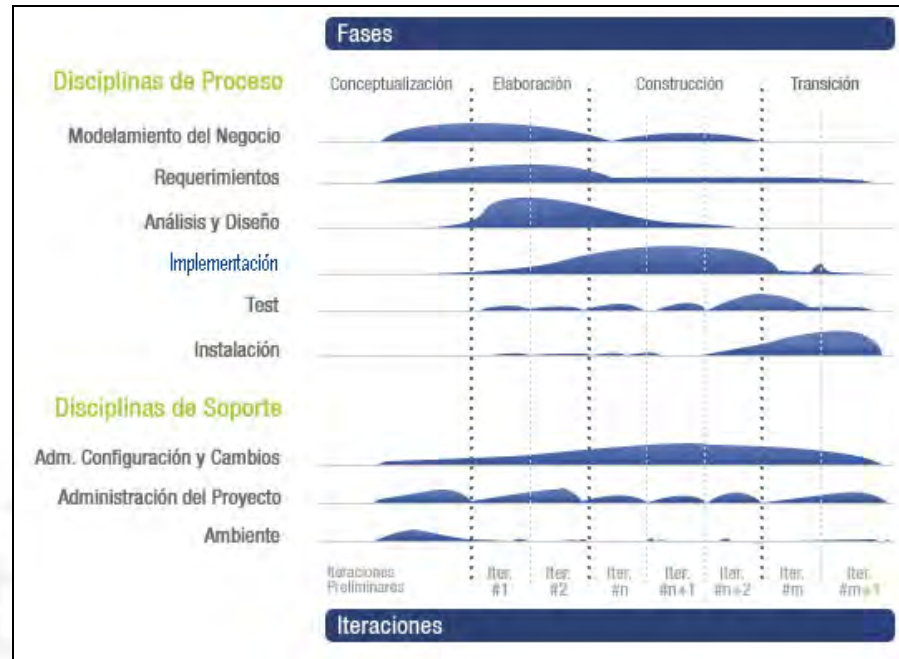 Fases
Disciplinas de Proceso
Conceptualización Elaboración Construcción Transición
Modelamiento del Negocio
Requerimientos
Análisis y Diseño
Implementación
Test
Instalación
Disciplinas de Soporte
Adm. Configuración y Cambios
Administración del Proyecto
Ambiente
Iteraciones Preliminares
Iter. #1
Iter. #2
Iter. #n
Iter. #n+1
Iter. #n+2
Iter. #m
Iter. #m+1
Iteraciones